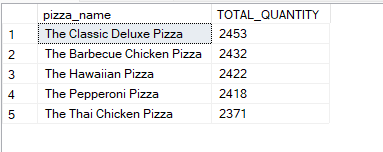 pizza_name TOTAL_QUANTITY
1 The Classic Deluxe Pizza 2453
2 The Barbecue Chicken Pizza 2432
3 The Hawaiian Pizza 2422
4 The Pepperoni Pizza 2418
5 The Thai Chicken Pizza 2371